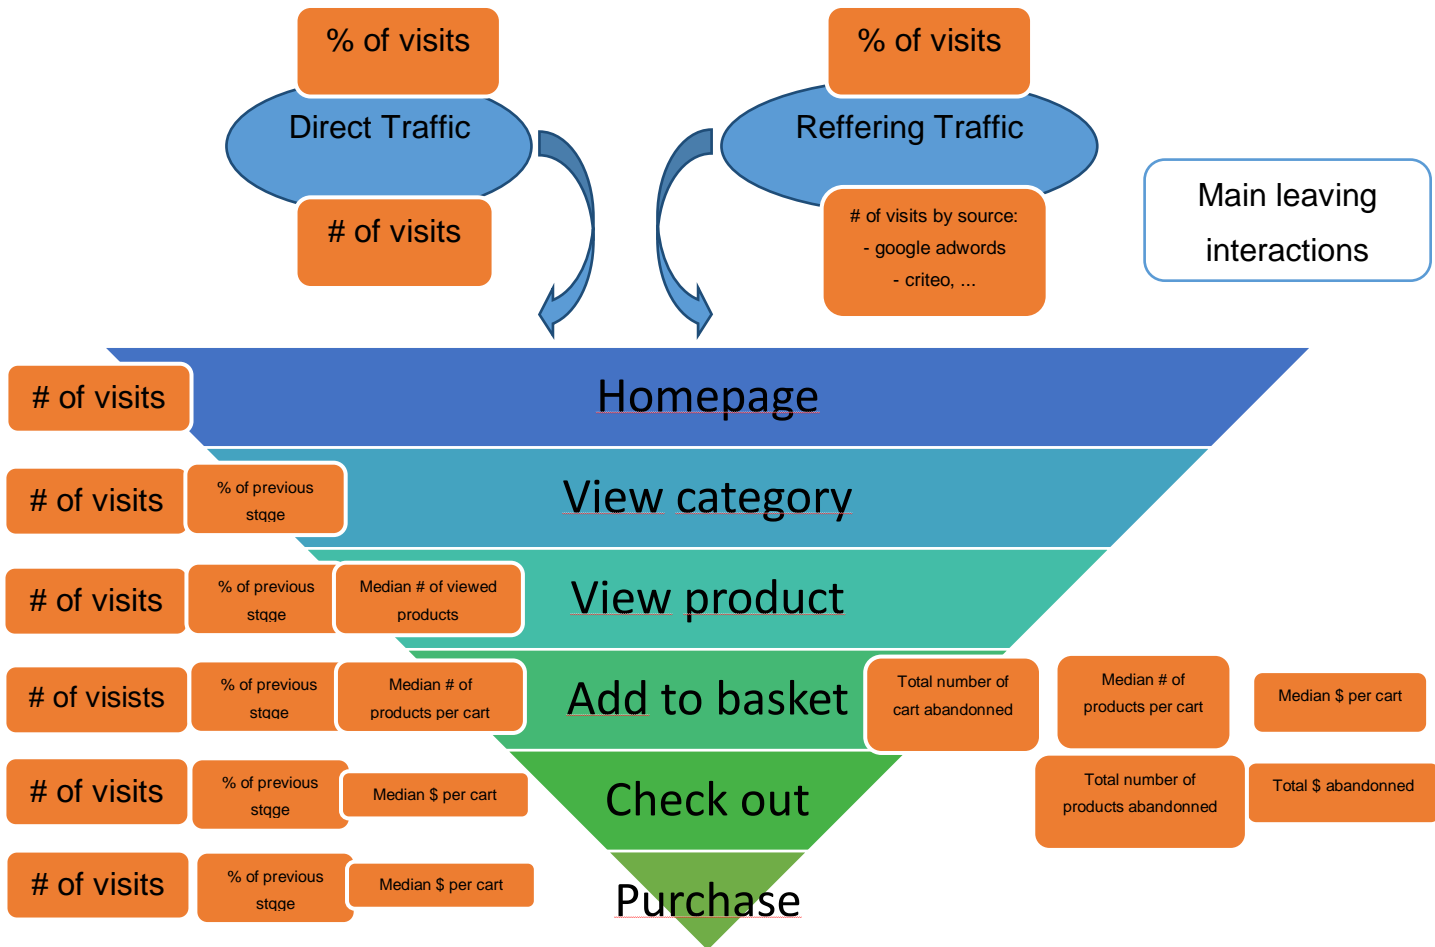 % of visits
% of visits
Direct Traffic
Reffering Traffic
# of visits
# of visits by source:
- google adwords
- criteo, ...
Main leaving
interactions
Homepage
# of visits
View category
# of visits
% of previous
stqge
View product
# of visits
% of previous
stqge
Median # of viewed
products
Add to basket
# of visists
% of previous
stqge
Median # of
products per cart
Total number of
cart abandonned
Median # of
products per cart
Median $ per cart
Check out
# of visits
% of previous
stqge
Median $ per cart
Total number of
products abandonned
Total $ abandonned
Purchase
# of visits
% of previous
stqge
Median $ per cart